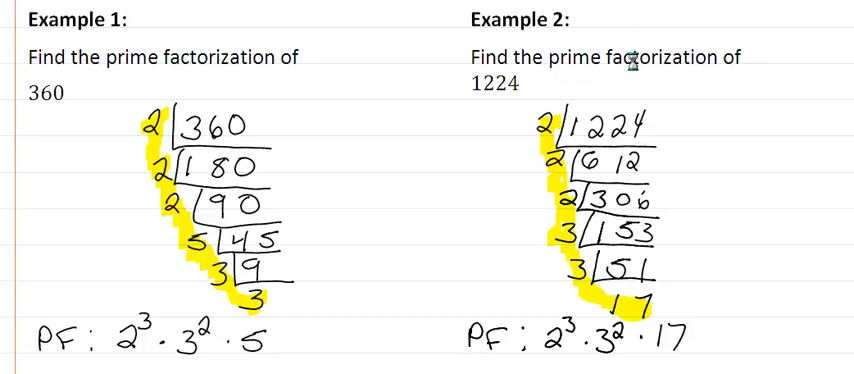 Example 1:
Find the prime factorization of
360
2 360
2 180
2 90
5 45
3 9
3
PF: 2³ · 3² · 5
Example 2:
Find the prime factorization of
1224
2 1224
2 612
2 306
3 153
3 51
17
PF: 2³ · 3² · 17